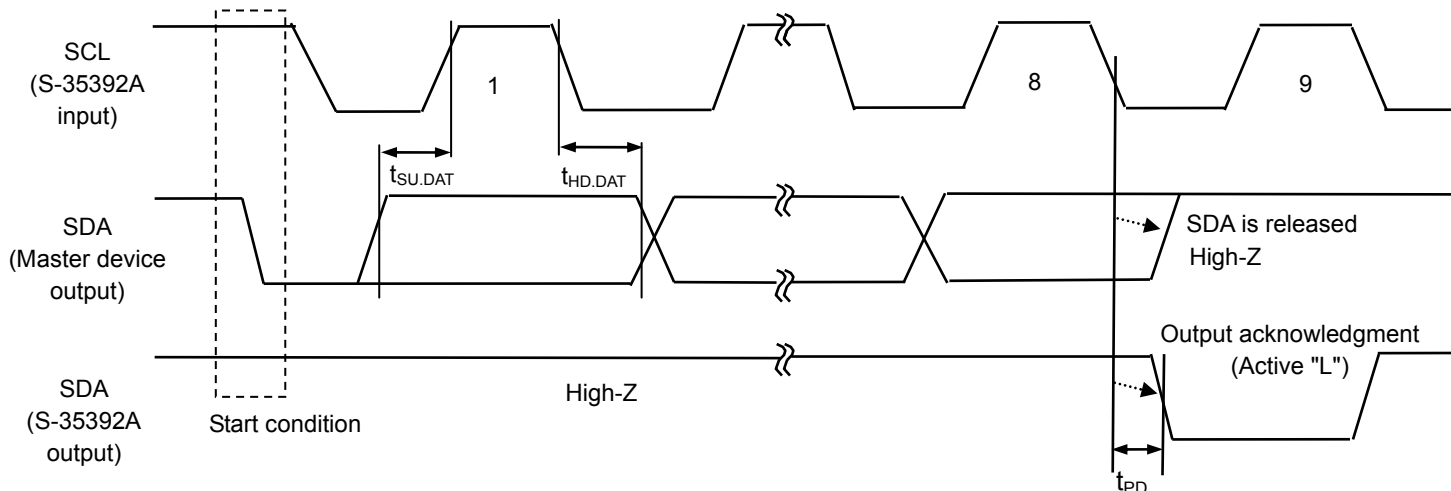 SCL
(S-35392A
input)
1
8
9
tSU.DAT
tHD.DAT
SDA
(Master device
output)
SDA is released
High-Z
Output acknowledgment
(Active "L")
SDA
(S-35392A
output)
High-Z
Start condition
tPD